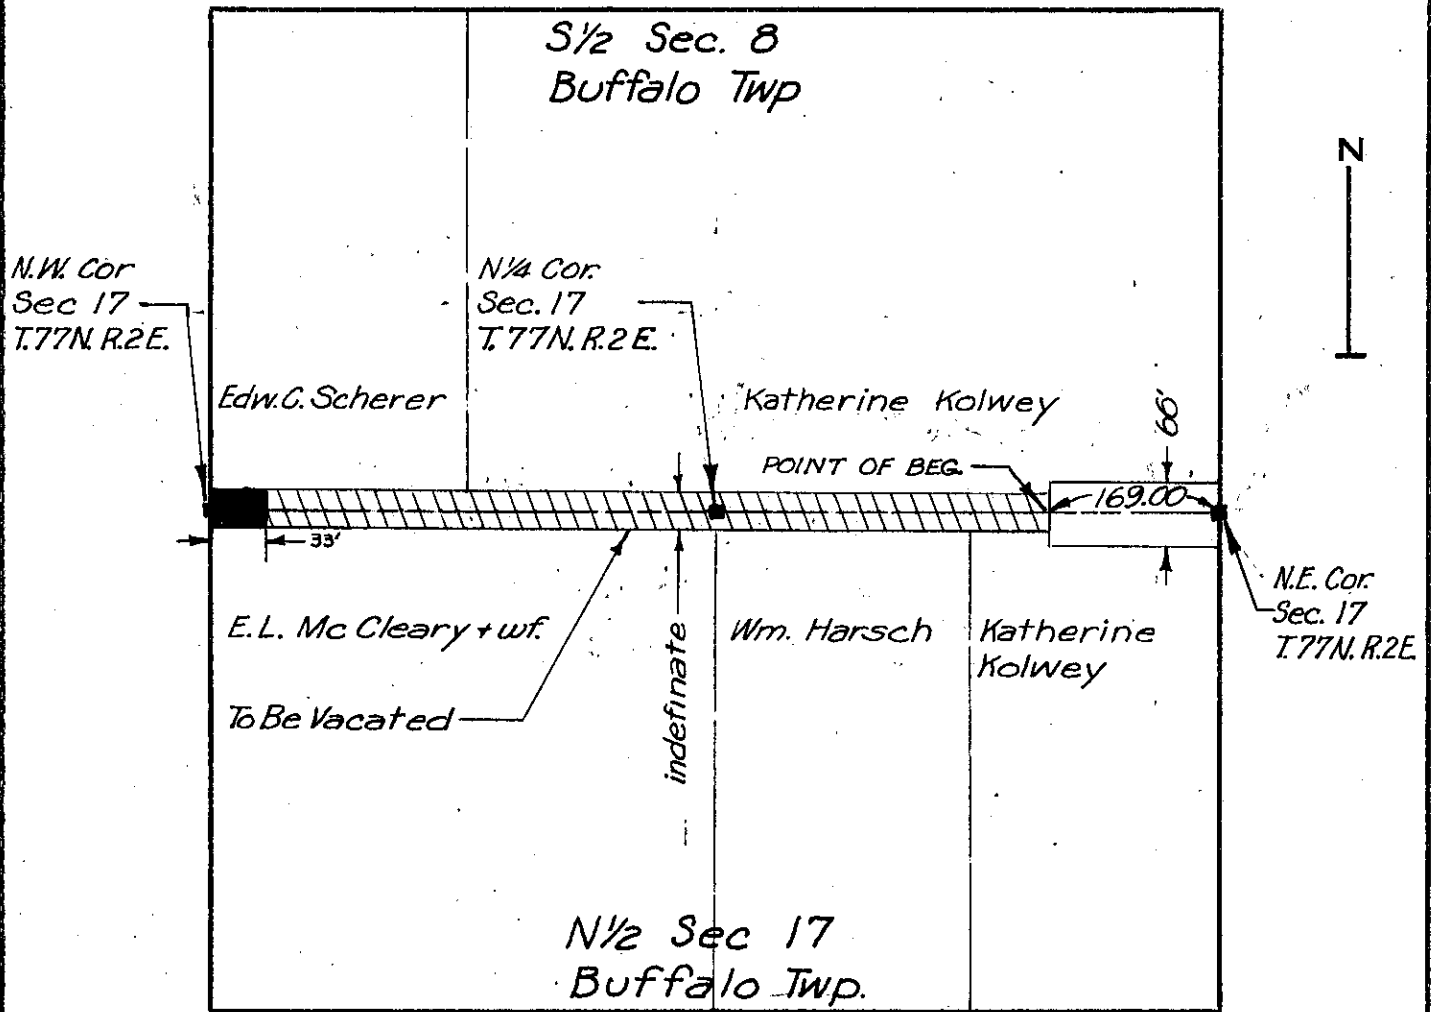 S½ Sec. 8
Buffalo Twp
N
N.W. Cor
Sec 17
T.77N. R.2E.
N¼ Cor.
Sec. 17
T.77N. R.2E.
Edw. C. Scherer
Katherine Kolwey
66'
POINT OF BEG.
169.00
33'
N.E. Cor.
Sec. 17
T.77N. R.2E.
E.L. Mc Cleary + wf.
indefinate
Wm. Harsch
Katherine
Kolwey
To Be Vacated
N½ Sec 17
Buffalo Twp.